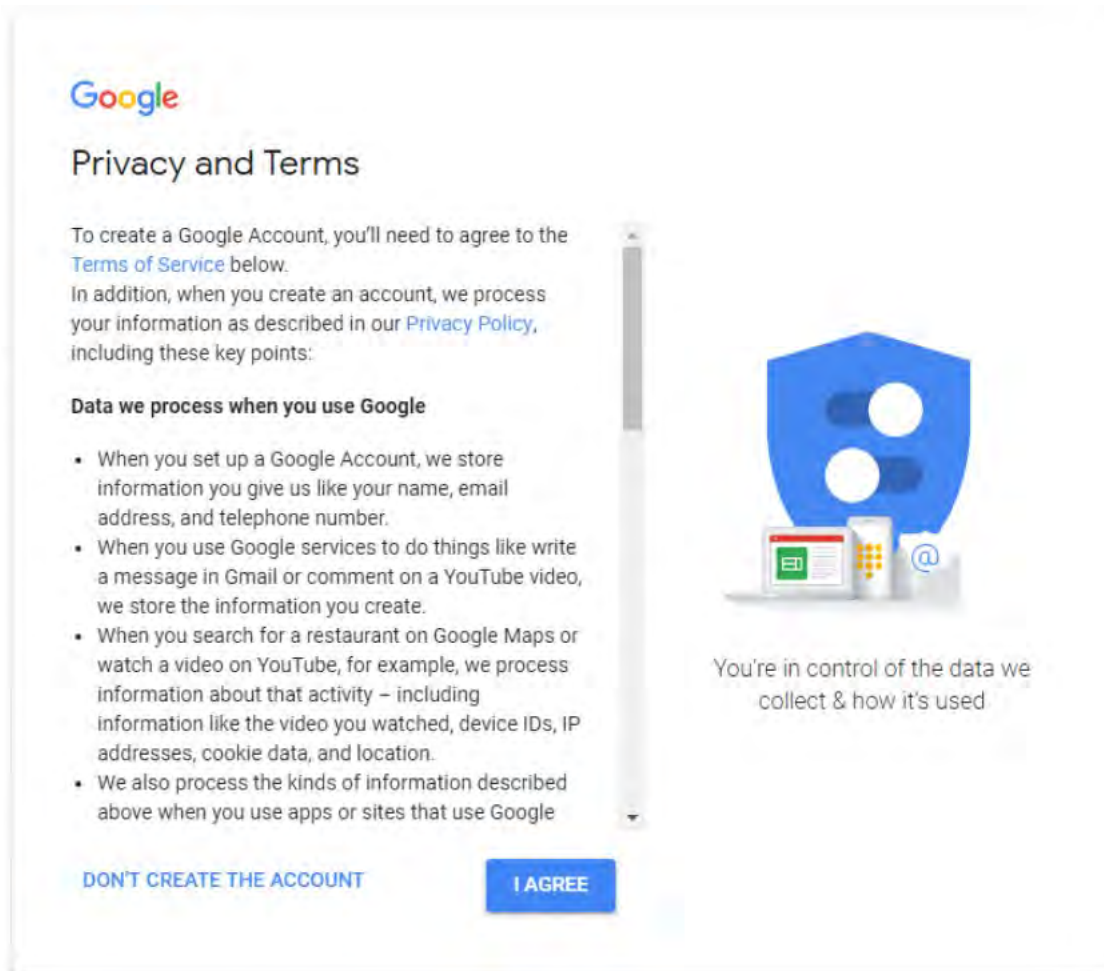 Google
Privacy and Terms
To create a Google Account, you'll need to agree to the
Terms of Service below.
In addition, when you create an account, we process
your information as described in our Privacy Policy,
including these key points:
Data we process when you use Google
• When you set up a Google Account, we store
information you give us like your name, email
address, and telephone number.
• When you use Google services to do things like write
a message in Gmail or comment on a YouTube video,
we store the information you create.
• When you search for a restaurant on Google Maps or
watch a video on YouTube, for example, we process
information about that activity – including
information like the video you watched, device IDs, IP
addresses, cookie data, and location.
• We also process the kinds of information described
above when you use apps or sites that use Google
DON'T CREATE THE ACCOUNT
I AGREE
@
You're in control of the data we
collect & how it's used